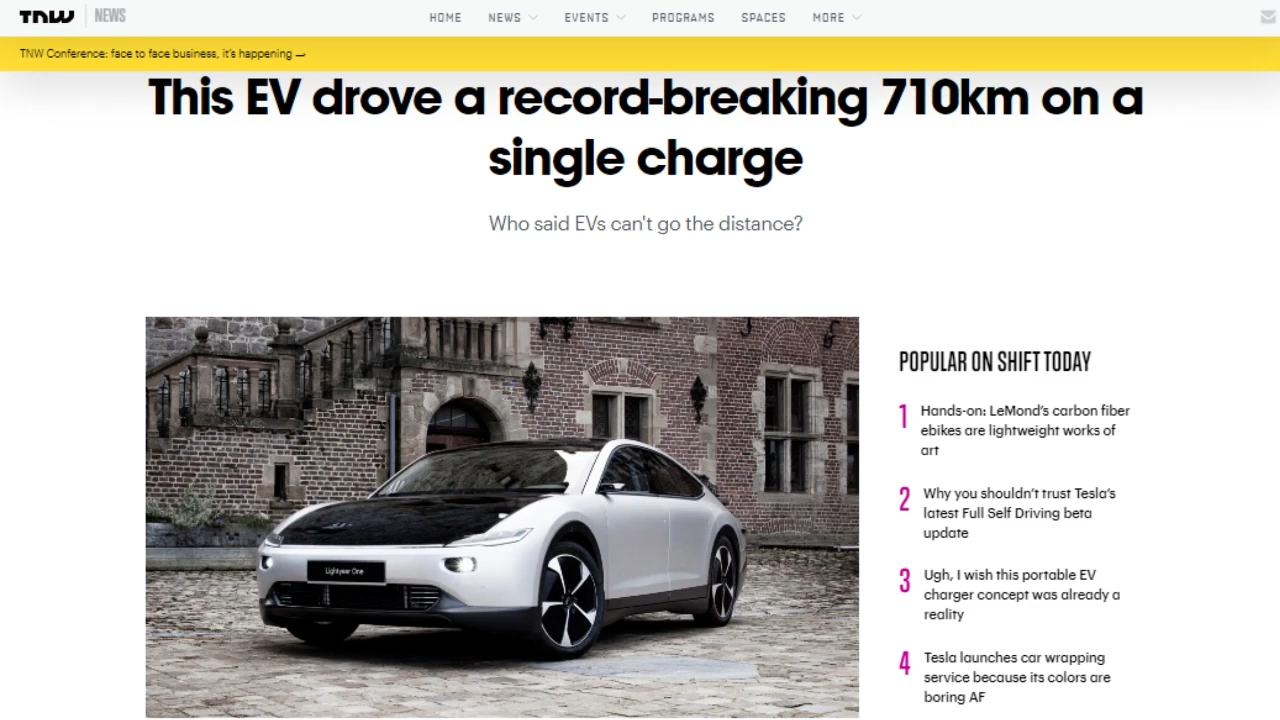 TNW NEWS
HOME NEWS EVENTS PROGRAMS SPACES MORE
TNW Conference: face to face business, it's happening →
This EV drove a record-breaking 710km on a
single charge
Who said EVs can't go the distance?
Lightyear One
POPULAR ON SHIFT TODAY
1 Hands-on: LeMond's carbon fiber
ebikes are lightweight works of
art
2 Why you shouldn't trust Tesla's
latest Full Self Driving beta
update
3 Ugh, I wish this portable EV
charger concept was already a
reality
4 Tesla launches car wrapping
service because its colors are
boring AF